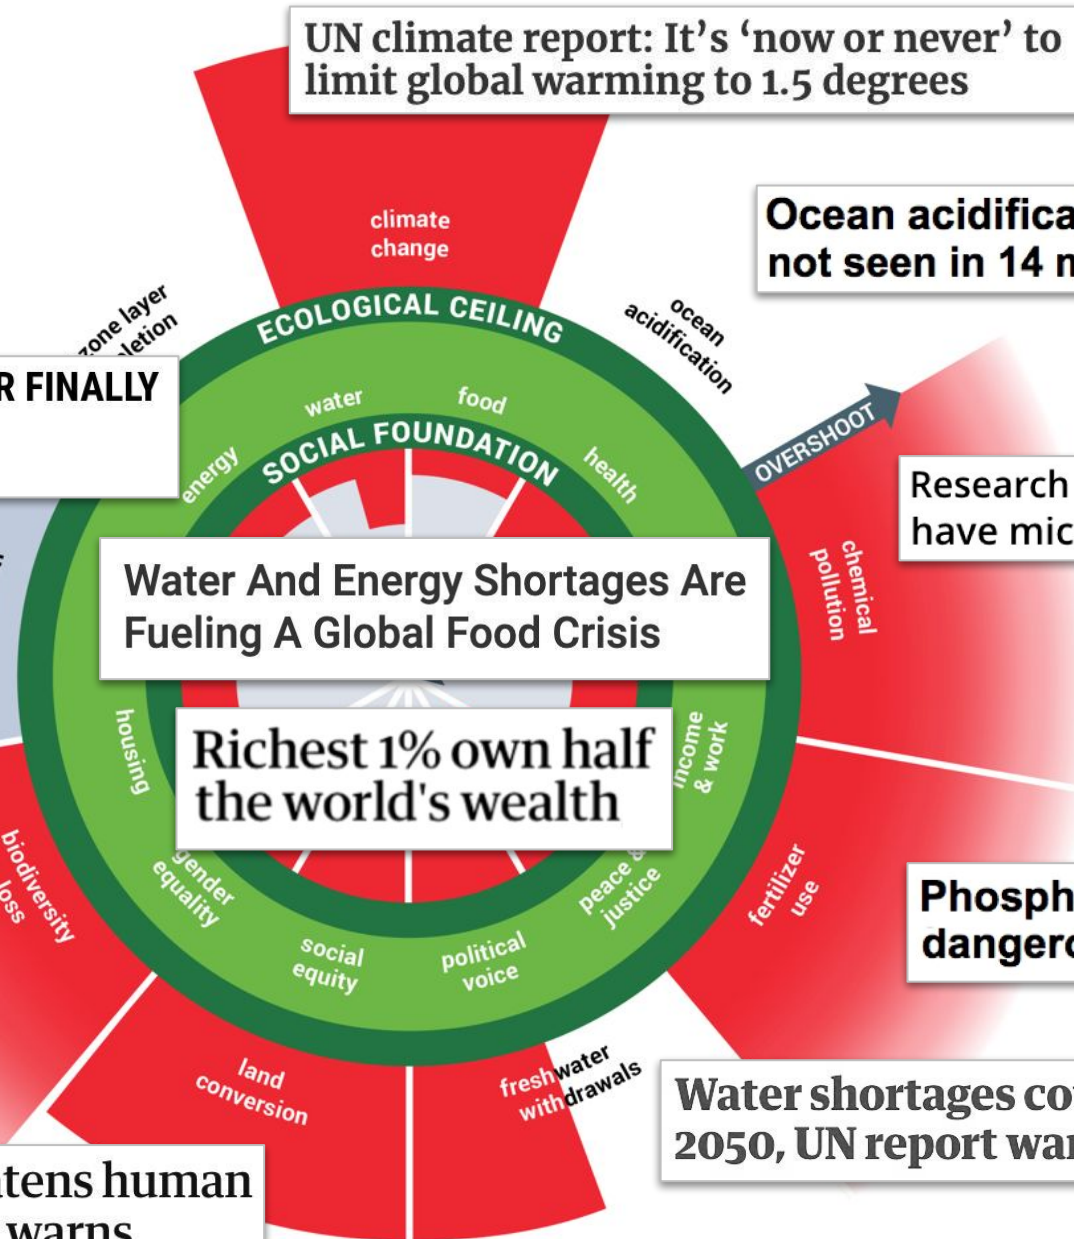 UN climate report: It's ‘now or never’ to
limit global warming to 1.5 degrees
climate
change
Ocean acidifica
not seen in 14 m
zone layer
letion
ECOLOGICAL CEILING
ocean
acidification
R FINALLY
water
food
OVERSHOOT
SOCIAL FOUNDATION
energy
health
Research
have mic
chemical
pollution
Water And Energy Shortages Are
Fueling A Global Food Crisis
housing
Richest 1% own half
the world's wealth
income
& work
biodiversity
loss
gender
equality
peace &
justice
fertilizer
use
Phosph
dangero
social
equity
political
voice
land
conversion
freshwater
withdrawals
Water shortages co
2050, UN report war
tens human
warns